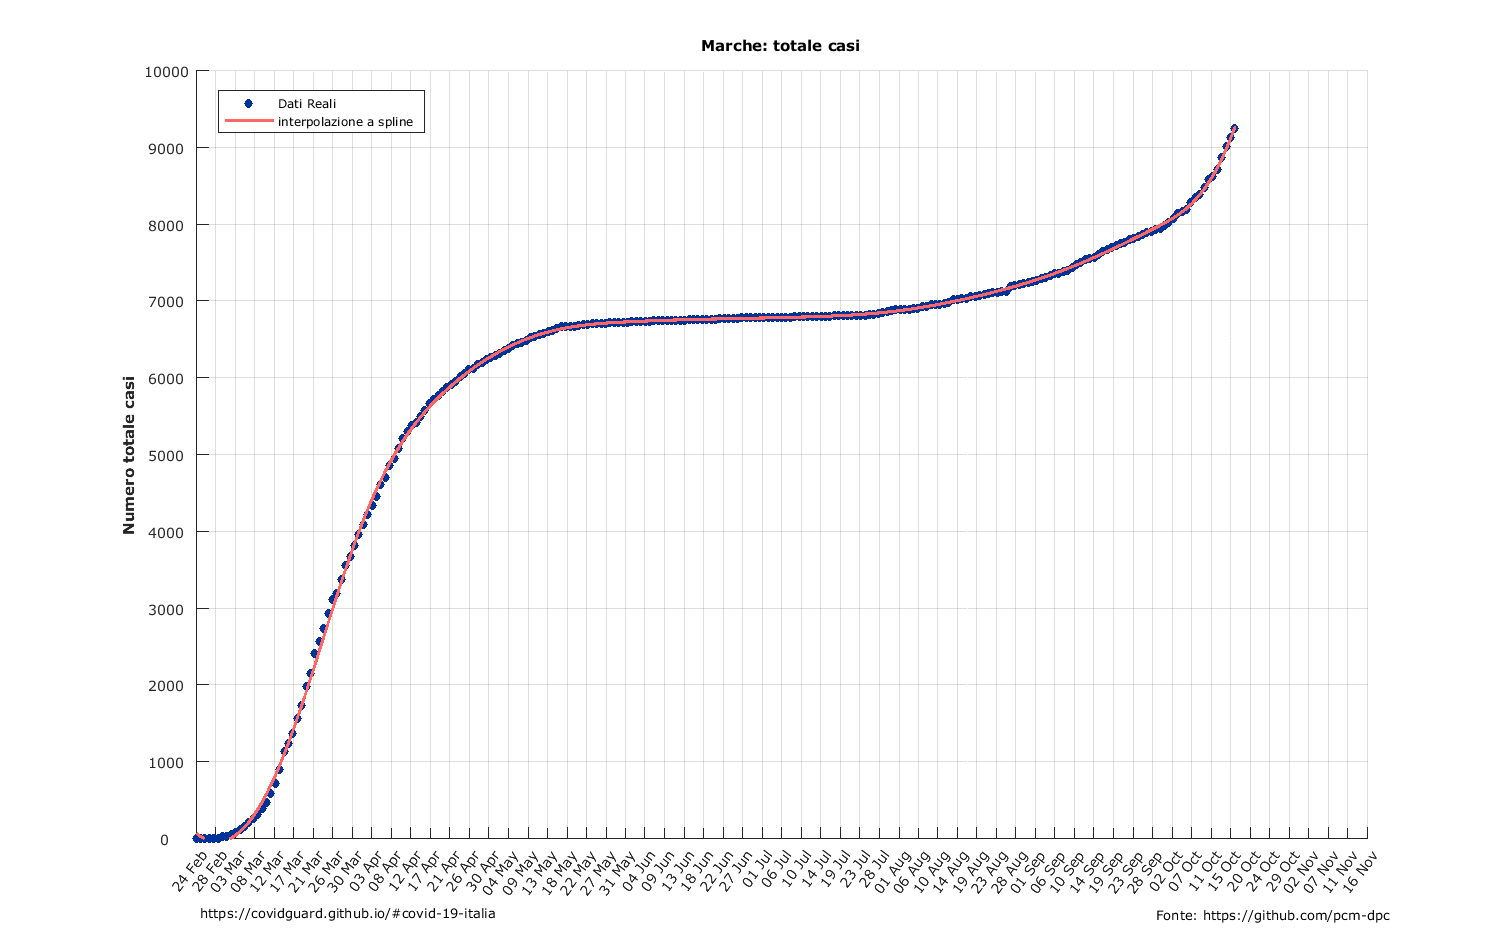 Marche: totale casi
10000
9000
8000
7000
6000
5000
4000
3000
2000
1000
0
Numero totale casi
Dati Reali
interpolazione a spline
24 Feb
28 Feb
03 Mar
08 Mar
12 Mar
17 Mar
21 Mar
26 Mar
30 Mar
03 Apr
08 Apr
12 Apr
17 Apr
21 Apr
26 Apr
30 Apr
04 May
09 May
13 May
18 May
22 May
27 May
31 May
04 Jun
09 Jun
13 Jun
18 Jun
22 Jun
27 Jun
01 Jul
06 Jul
10 Jul
14 Jul
19 Jul
23 Jul
28 Jul
01 Aug
06 Aug
10 Aug
14 Aug
19 Aug
23 Aug
28 Aug
01 Sep
06 Sep
10 Sep
14 Sep
19 Sep
23 Sep
28 Sep
02 Oct
07 Oct
11 Oct
15 Oct
20 Oct
24 Oct
29 Oct
02 Nov
07 Nov
11 Nov
16 Nov
https://covidguard.github.io/#covid-19-italia
Fonte: https://github.com/pcm-dpc